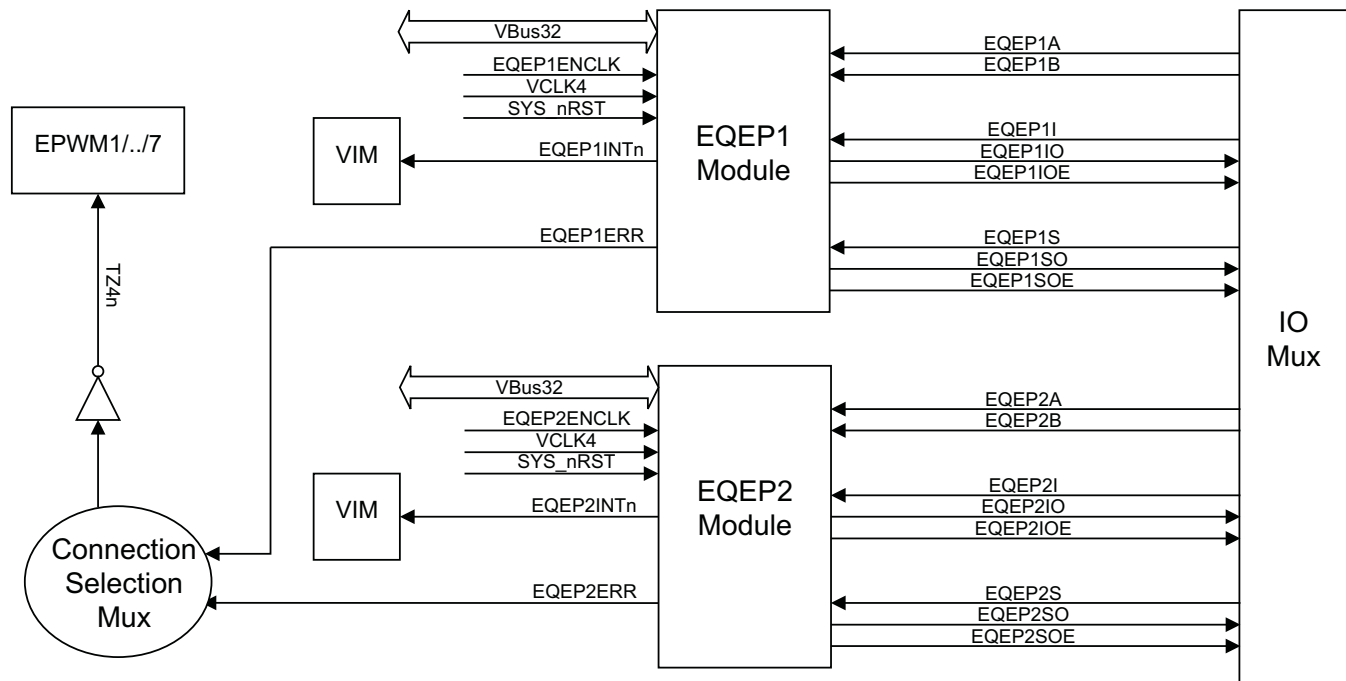 VBus32
EQEP1ENCLK
VCLK4
SYS_nRST
EQEP1INTn
EQEP1ERR
VIM
EPWM1/../7
TZ4n
Connection
Selection
Mux
EQEP1
Module
EQEP1A
EQEP1B
EQEP1I
EQEP1IO
EQEP1IOE
EQEP1S
EQEP1SO
EQEP1SOE
IO
Mux
VBus32
EQEP2ENCLK
VCLK4
SYS_nRST
EQEP2INTn
EQEP2ERR
VIM
EQEP2
Module
EQEP2A
EQEP2B
EQEP2I
EQEP2IO
EQEP2IOE
EQEP2S
EQEP2SO
EQEP2SOE